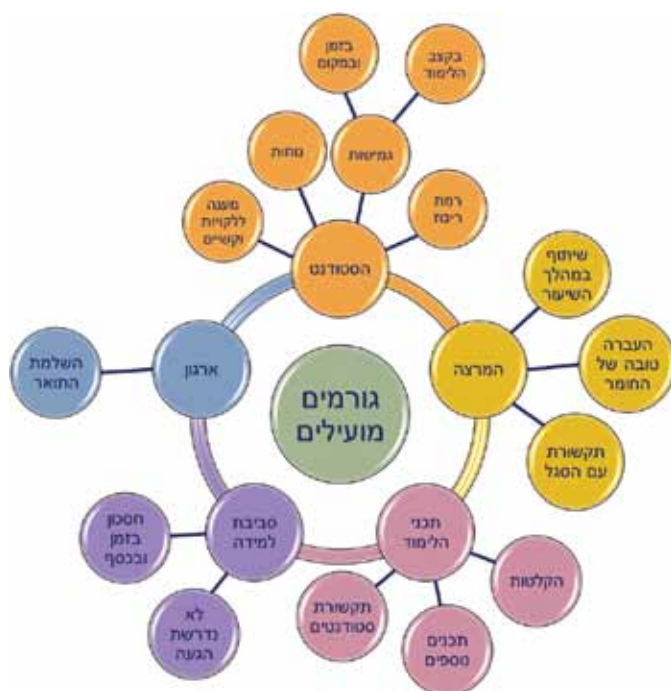 גורמים
מועילים
הסטודנט
רמת
ריכוז
גמישות
בקצב
הלימוד
בזמן
ובמקום
נוחות
מענה
ללקויות
וקשיים
המרצה
שיתוף
במהלך
השיעור
העברה
טובה של
החומר
תקשורת
עם הסגל
תכני
הלימוד
הקלטות
תכנים
נוספים
תקשורת
סטודנטים
סביבת
למידה
לא
נדרשת
הגעה
חסכון
בזמן
ובכסף
ארגון
השלמת
התואר